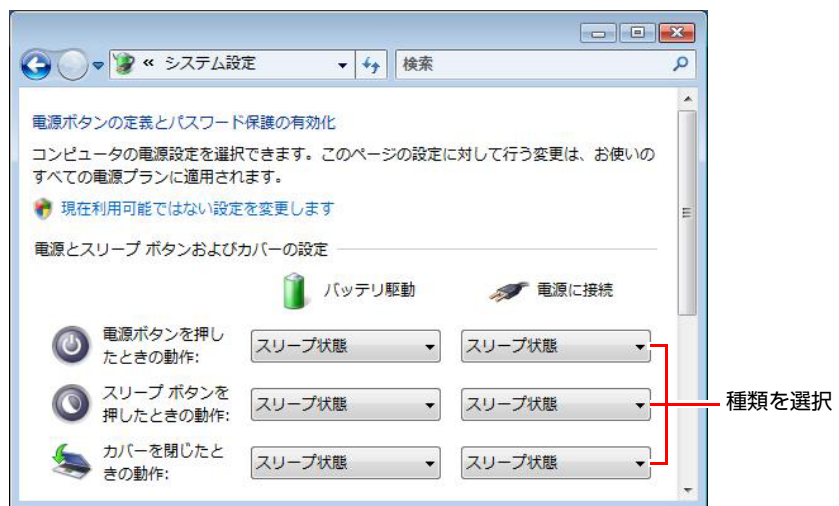 « システム設定
検索
電源ボタンの定義とパスワード保護の有効化
コンピュータの電源設定を選択できます。このページの設定に対して行う変更は、お使いの
すべての電源プランに適用されます。
現在利用可能ではない設定を変更します
電源とスリープ ボタンおよびカバーの設定
バッテリ駆動 電源に接続
電源ボタンを押し
たときの動作:
スリープ状態 スリープ状態
スリープ ボタンを
押したときの動作:
スリープ状態 スリープ状態
種類を選択
カバーを閉じたと
きの動作:
スリープ状態 スリープ状態